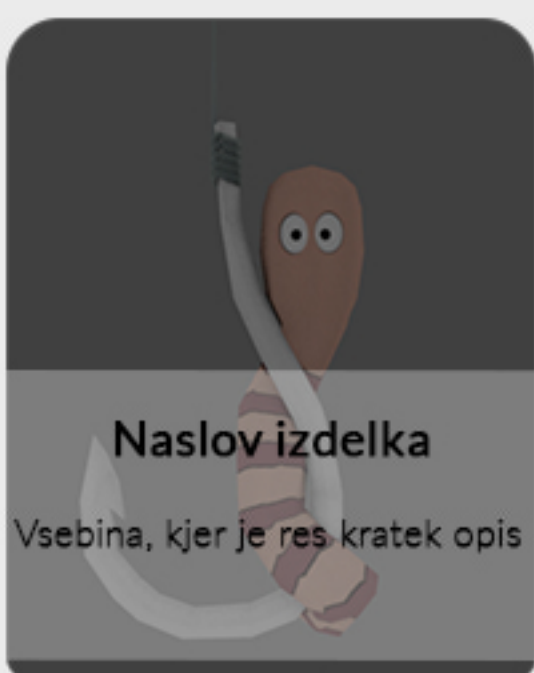 Naslov izdelka
Vsebina, kjer je res kratek opis